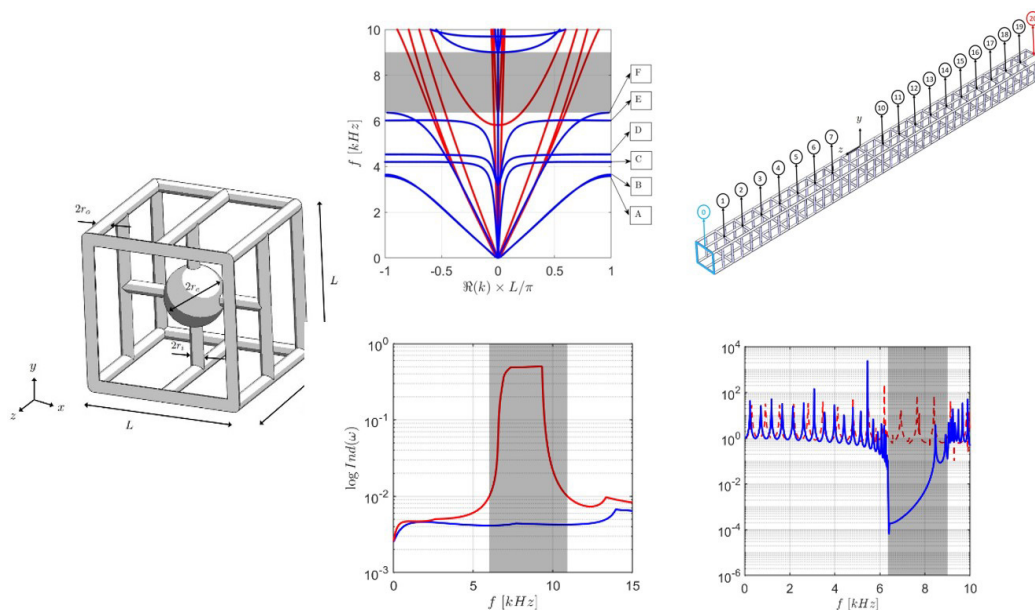 2r_o
2r_c
2r_i
L
L
y
z
x
10
8
6
4
2
0
f [kHz]
-1
-0.5
0
0.5
1
ℜ(k) × L/π
F
E
D
C
B
A
0
1
2
3
4
5
6
7
10
11
12
13
14
15
16
17
18
19
20
y
z
10^0
10^-1
10^-2
10^-3
log Ind(ω)
0
5
10
15
f [kHz]
10^4
10^2
10^0
10^-2
10^-4
10^-6
0
2
4
6
8
10
f [kHz]